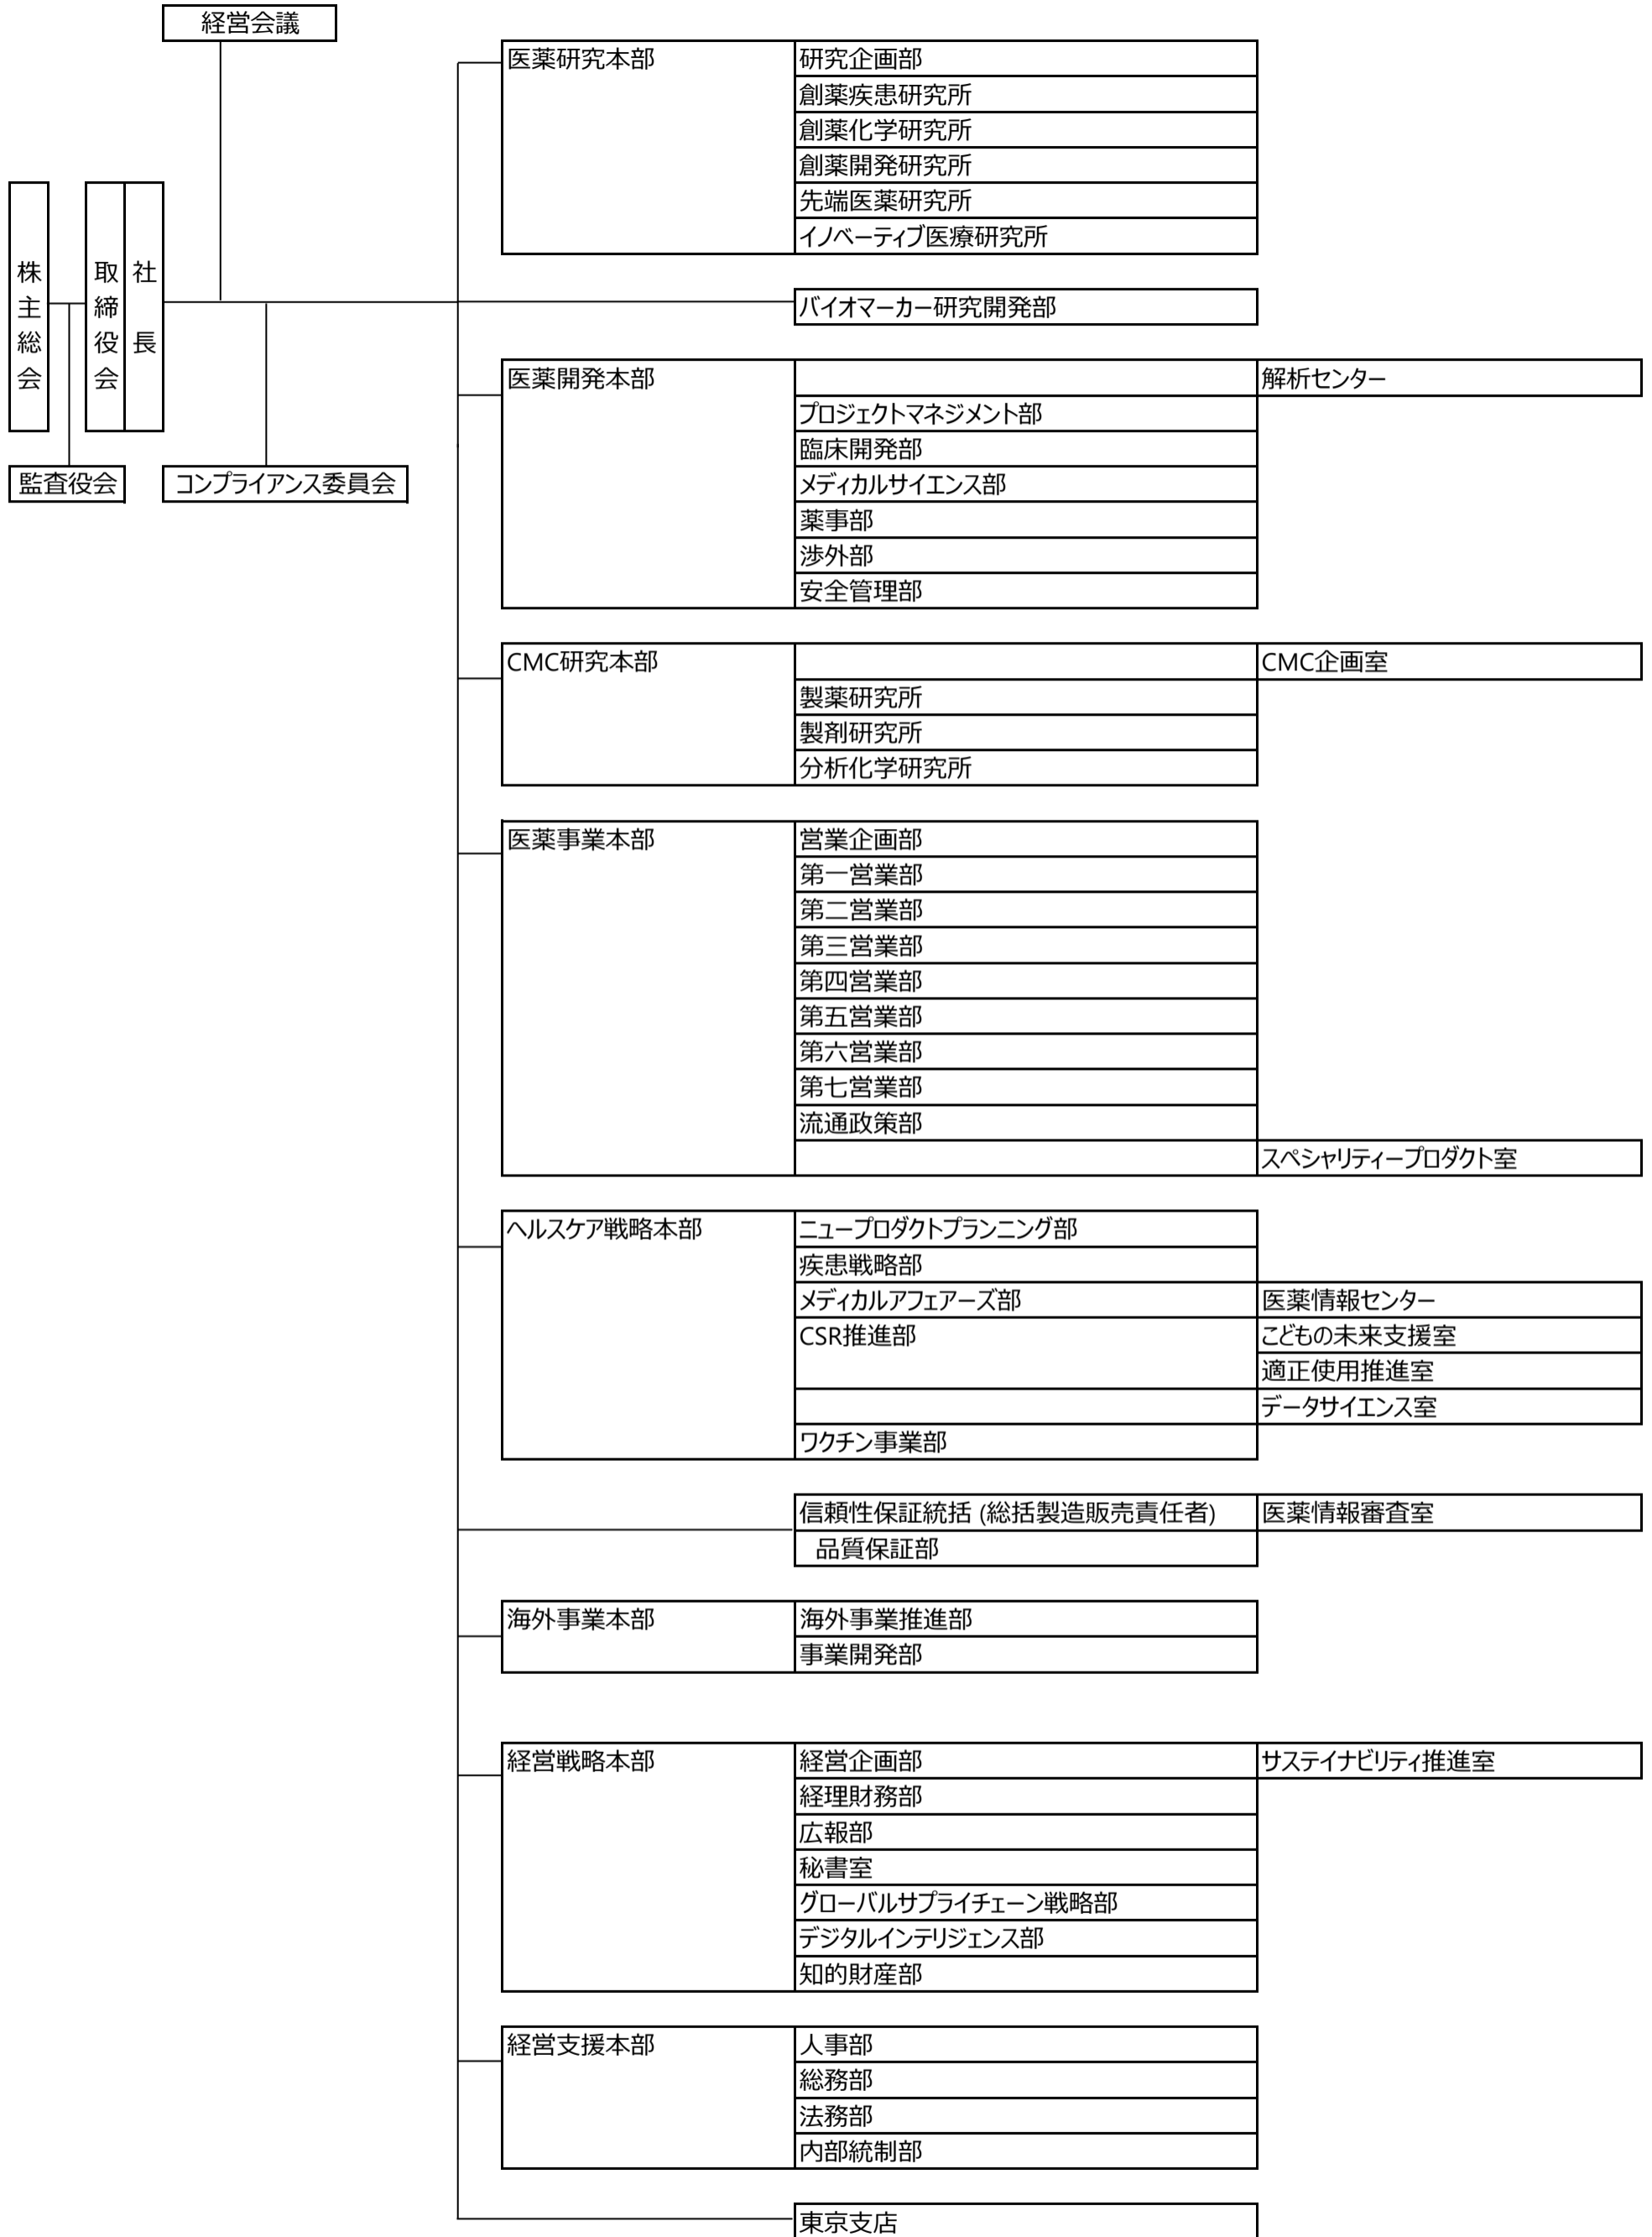 経営会議
株主総会
取締役会
社長
監査役会
コンプライアンス委員会
医薬研究本部
研究企画部
創薬疾患研究所
創薬化学研究所
創薬開発研究所
先端医薬研究所
イノベーティブ医療研究所
バイオマーカー研究開発部
医薬開発本部
解析センター
プロジェクトマネジメント部
臨床開発部
メディカルサイエンス部
薬事部
渉外部
安全管理部
CMC研究本部
CMC企画室
製薬研究所
製剤研究所
分析化学研究所
医薬事業本部
営業企画部
第一営業部
第二営業部
第三営業部
第四営業部
第五営業部
第六営業部
第七営業部
流通政策部
スペシャリティープロダクト室
ヘルスケア戦略本部
ニュープロダクトプランニング部
疾患戦略部
メディカルアフェアーズ部
医薬情報センター
CSR推進部
こどもの未来支援室
適正使用推進室
データサイエンス室
ワクチン事業部
信頼性保証統括 (総括製造販売責任者)
医薬情報審査室
品質保証部
海外事業本部
海外事業推進部
事業開発部
経営戦略本部
経営企画部
サステイナビリティ推進室
経理財務部
広報部
秘書室
グローバルサプライチェーン戦略部
デジタルインテリジェンス部
知的財産部
経営支援本部
人事部
総務部
法務部
内部統制部
東京支店